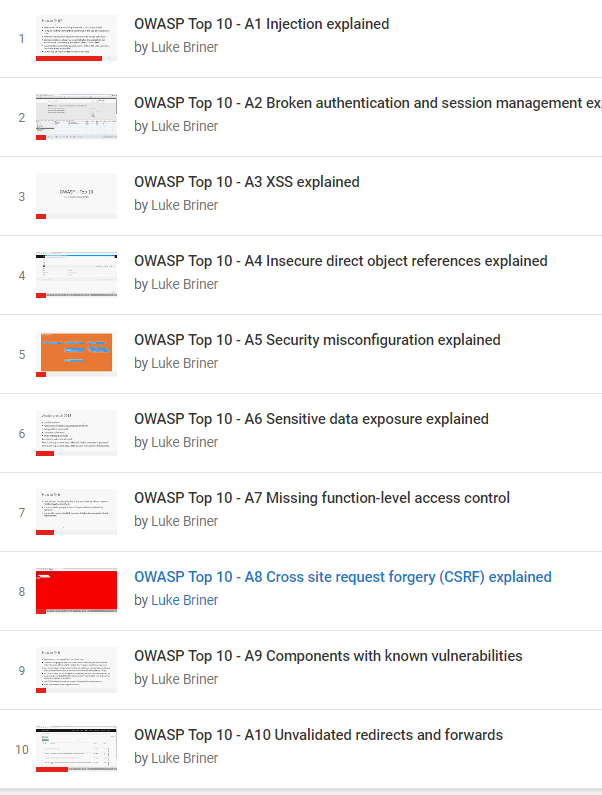 1
OWASP Top 10 - A1 Injection explained
by Luke Briner
2
OWASP Top 10 - A2 Broken authentication and session management ex
by Luke Briner
3
OWASP - Top 10
OWASP Top 10 - A3 XSS explained
by Luke Briner
4
OWASP Top 10 - A4 Insecure direct object references explained
by Luke Briner
5
OWASP Top 10 - A5 Security misconfiguration explained
by Luke Briner
6
OWASP Top 10 - A6 Sensitive data exposure explained
by Luke Briner
7
OWASP Top 10 - A7 Missing function-level access control
by Luke Briner
8
OWASP Top 10 - A8 Cross site request forgery (CSRF) explained
by Luke Briner
9
OWASP Top 10 - A9 Components with known vulnerabilities
by Luke Briner
10
OWASP Top 10 - A10 Unvalidated redirects and forwards
by Luke Briner